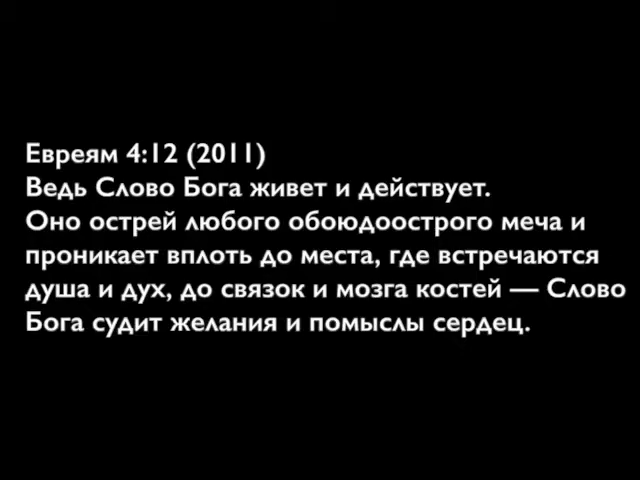 Евреям 4:12 (2011)
Ведь Слово Бога живет и действует.
Оно острей любого обоюдоострого меча и
проникает вплоть до места, где встречаются
душа и дух, до связок и мозга костей — Слово
Бога судит желания и помыслы сердец.